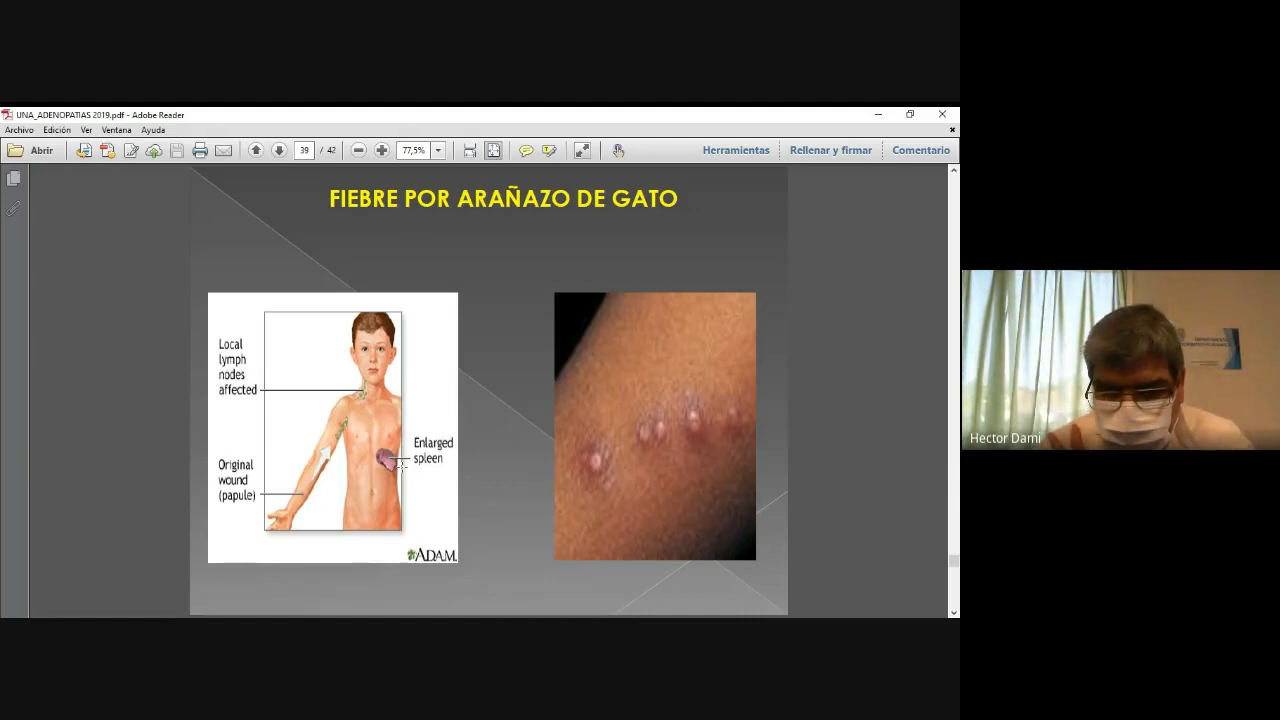 UNA_ADENOPATIAS 2019.pdf - Adobe Reader
Archivo Edición Ver Ventana Ayuda
Abrir
39 / 42
77,5%
Herramientas
Rellenar y firmar
Comentario
FIEBRE POR ARAÑAZO DE GATO
Local
lymph
nodes
affected
Enlarged
spleen
Original
wound
(papule)
ADAM.
Hector Dami